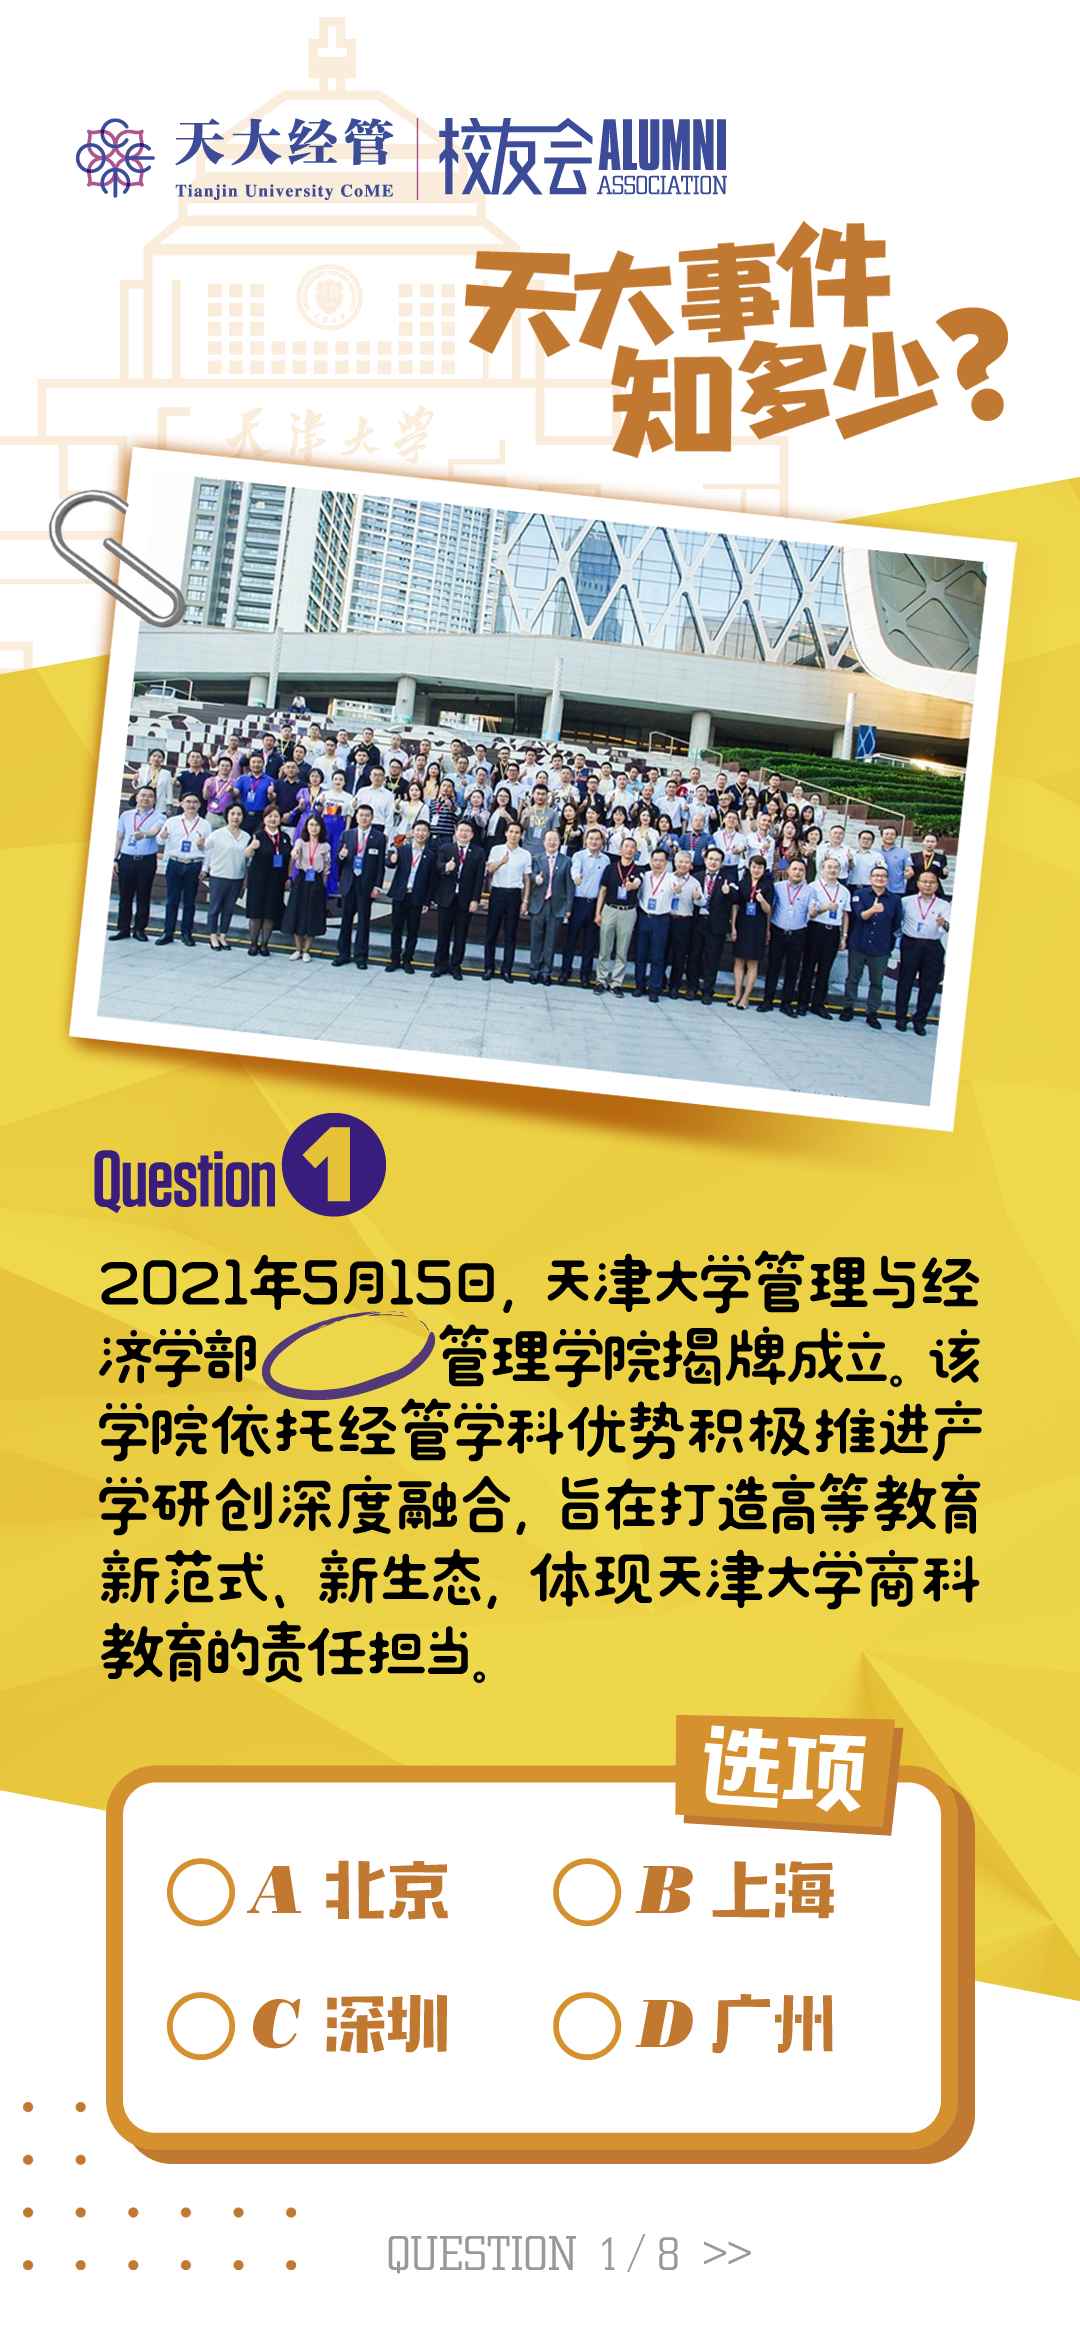 天大经管
Tianjin University CoME
校友会 ALUMNI
ASSOCIATION
天大事件
知多少?
天津大学
Question 1
2021年5月15日,天津大学管理与经
济学部 管理学院揭牌成立。该
学院依托经管学科优势积极推进产
学研创深度融合,旨在打造高等教育
新范式、新生态,体现天津大学商科
教育的责任担当。
选项
A 北京
B 上海
C 深圳
D 广州
QUESTION 1/8 >>